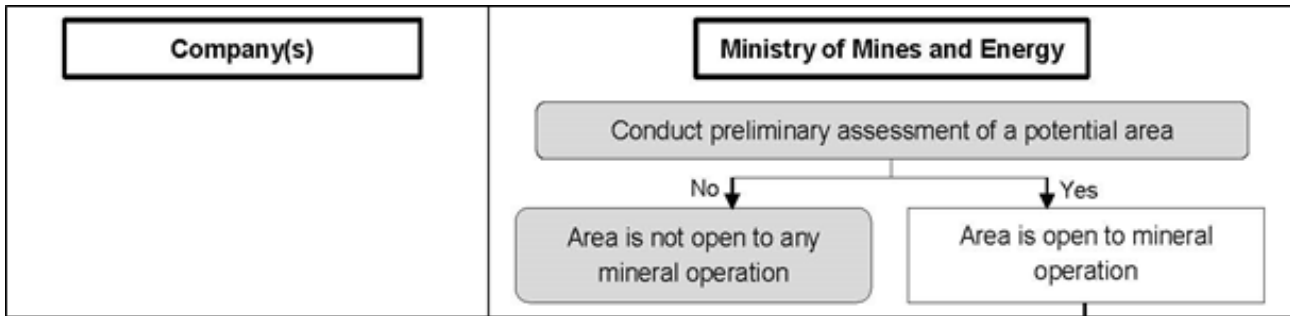 Company(s)
Ministry of Mines and Energy
Conduct preliminary assessment of a potential area
No
Yes
Area is not open to any
mineral operation
Area is open to mineral
operation